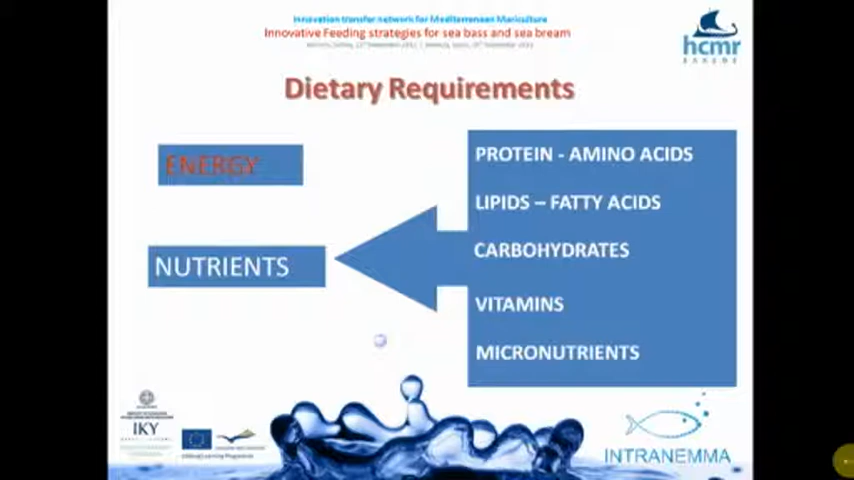 Innovation transfer network for Mediterranean Mariculture
Innovative Feeding strategies for sea bass and sea bream
hcmr
ΕΛΚΕΘΕ
Dietary Requirements
ENERGY
NUTRIENTS
PROTEIN - AMINO ACIDS
LIPIDS – FATTY ACIDS
CARBOHYDRATES
VITAMINS
MICRONUTRIENTS
IKY
INTRANEMMA